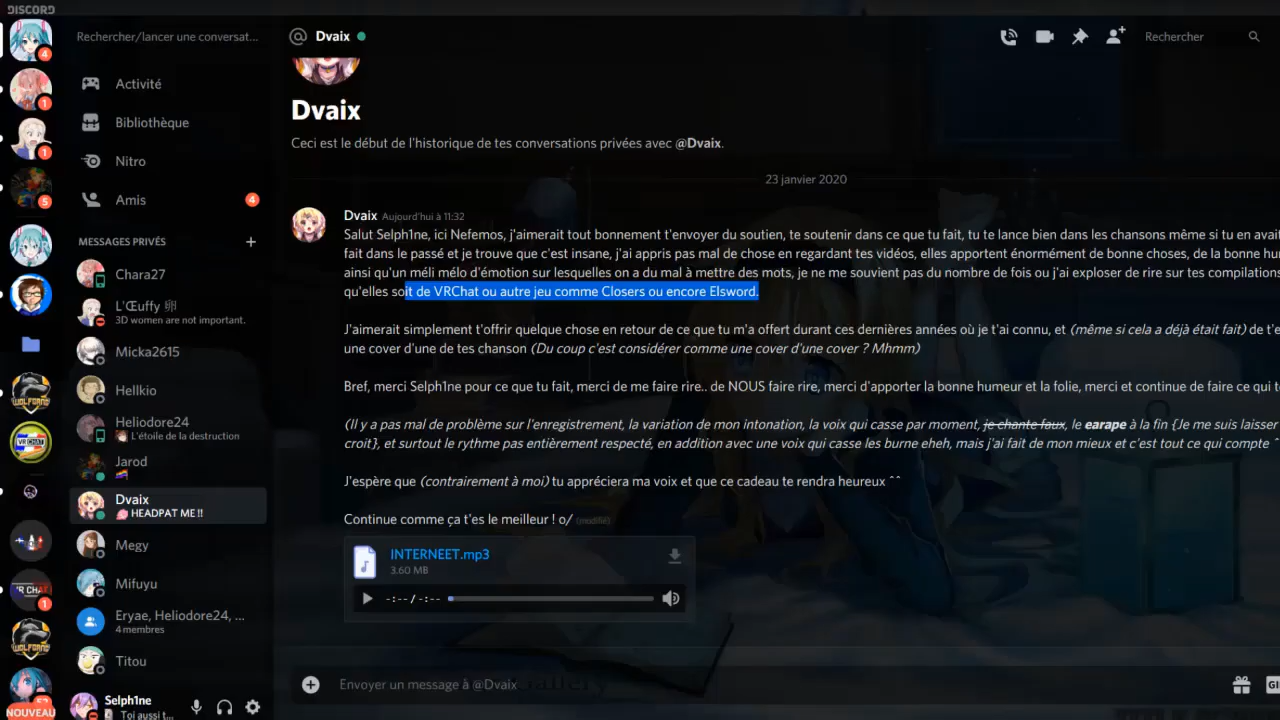 DISCORD
Rechercher/lancer une conversat...
@ Dvaix
Rechercher
4
1
1
5
Activité
Bibliothèque
Nitro
Amis
4
MESSAGES PRIVÉS
Chara27
L'Œuffy 卵
3D women are not important.
Micka2615
Hellkio
Heliodore24
L'étoile de la destruction
Jarod
Dvaix
HEADPAT ME !!
Megy
Mifuyu
Eryae, Heliodore24, ...
4 membres
Titou
Selph1ne
Toi aussi t...
WOLFGANG
VR CHAT
VR CHAT
1
WOLFGANG
NOUVEAU
Dvaix
Ceci est le début de l'historique de tes conversations privées avec @Dvaix.
23 janvier 2020
Dvaix Aujourd'hui à 11:32
Salut Selph1ne, ici Nefemos, j'aimerait tout bonnement t'envoyer du soutien, te soutenir dans ce que tu fait, tu te lance bien dans les chansons même si tu en avait
fait dans le passé et je trouve que c'est insane, j'ai appris pas mal de chose en regardant tes vidéos, elles apportent énormément de bonne choses, de la bonne hum
ainsi qu'un méli mélo d'émotion sur lesquelles on a du mal à mettre des mots, je ne me souvient pas du nombre de fois ou j'ai exploser de rire sur tes compilations
qu'elles soit de VRChat ou autre jeu comme Closers ou encore Elsword.
J'aimerait simplement t'offrir quelque chose en retour de ce que tu m'a offert durant ces dernières années où je t'ai connu, et (même si cela a déjà était fait) de t'e
une cover d'une de tes chanson (Du coup c'est considérer comme une cover d'une cover ? Mhmm)
Bref, merci Selph1ne pour ce que tu fait, merci de me faire rire.. de NOUS faire rire, merci d'apporter la bonne humeur et la folie, merci et continue de faire ce qui t
(Il y a pas mal de problème sur l'enregistrement, la variation de mon intonation, la voix qui casse par moment, je chante faux, le earape à la fin {Je me suis laisser
croit}, et surtout le rythme pas entièrement respecté, en addition avec une voix qui casse les burne eheh, mais j'ai fait de mon mieux et c'est tout ce qui compte ^
J'espère que (contrairement à moi) tu appréciera ma voix et que ce cadeau te rendra heureux ^^
Continue comme ça t'es le meilleur ! o/ (modifié)
INTERNEET.mp3
3.60 MB
-:-- / -:--
Envoyer un message à @Dvaix
Gallery
GI